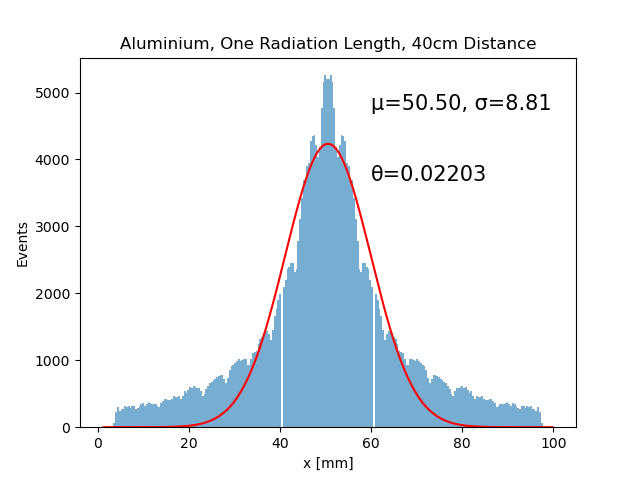 Aluminium, One Radiation Length, 40cm Distance
μ=50.50, σ=8.81
θ=0.02203
Events
5000
4000
3000
2000
1000
0
0 20 40 60 80 100
x [mm]